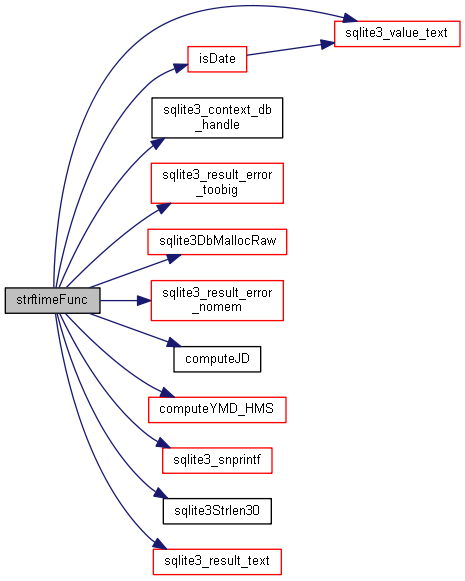 sqlite3_value_text
isDate
sqlite3_context_db
_handle
sqlite3_result_error
_toobig
sqlite3DbMallocRaw
strftimeFunc
sqlite3_result_error
_nomem
computeJD
computeYMD_HMS
sqlite3_snprintf
sqlite3Strlen30
sqlite3_result_text